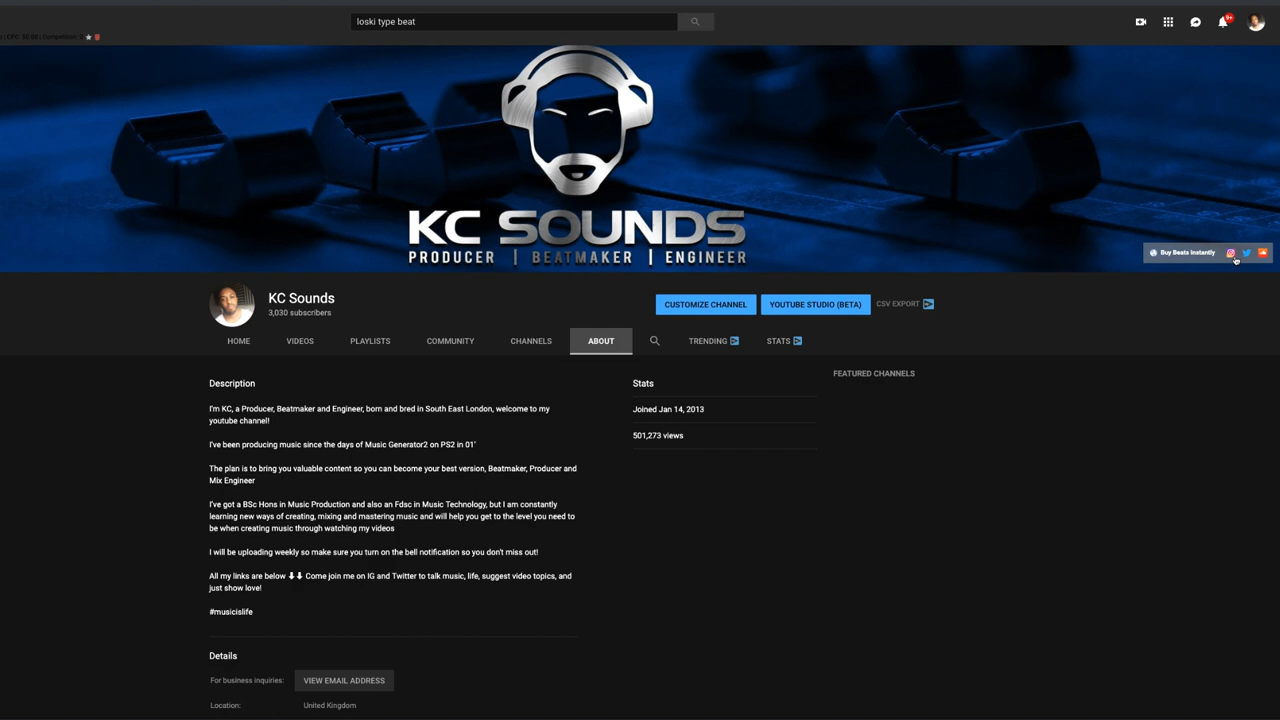 loski type beat
9+
KC SOUNDS
PRODUCER | BEATMAKER | ENGINEER
Buy Beats Instantly
KC Sounds
3,030 subscribers
CUSTOMIZE CHANNEL
YOUTUBE STUDIO (BETA)
CSV EXPORT
HOME
VIDEOS
PLAYLISTS
COMMUNITY
CHANNELS
ABOUT
TRENDING
STATS
Description
I'm KC, a Producer, Beatmaker and Engineer, born and bred in South East London, welcome to my
youtube channel!
I've been producing music since the days of Music Generator2 on PS2 in 01'
The plan is to bring you valuable content so you can become your best version, Beatmaker, Producer and
Mix Engineer
I've got a BSc Hons in Music Production and also an Fdsc in Music Technology, but I am constantly
learning new ways of creating, mixing and mastering music and will help you get to the level you need to
be when creating music through watching my videos
I will be uploading weekly so make sure you turn on the bell notification so you don't miss out!
All my links are below ⬇⬇ Come join me on IG and Twitter to talk music, life, suggest video topics, and
just show love!
#musicislife
Details
For business inquiries:
VIEW EMAIL ADDRESS
Location:
United Kingdom
Stats
Joined Jan 14, 2013
501,273 views
FEATURED CHANNELS